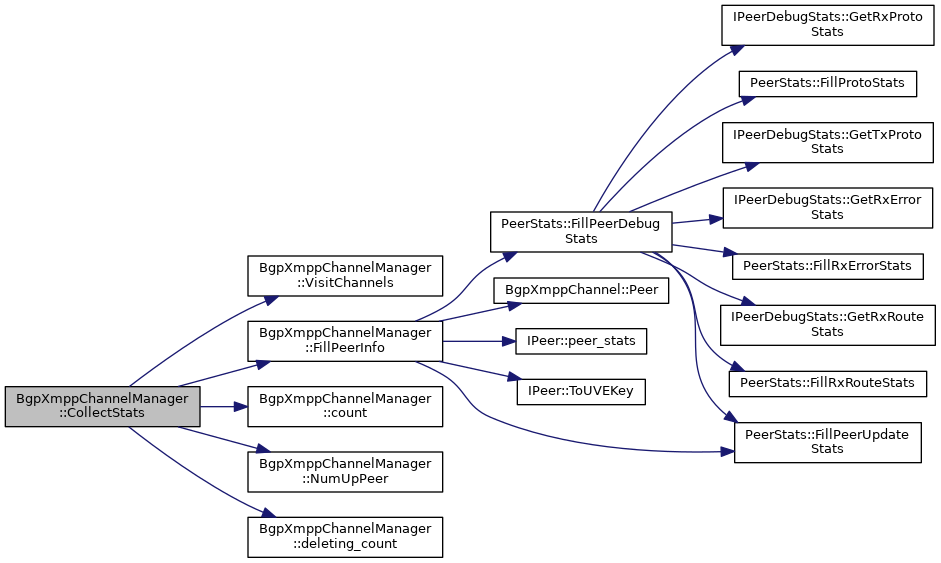 IPeerDebugStats::GetRxProto
Stats
PeerStats::FillProtoStats
IPeerDebugStats::GetTxProto
Stats
IPeerDebugStats::GetRxError
Stats
PeerStats::FillPeerDebug
Stats
PeerStats::FillRxErrorStats
BgpXmppChannelManager
::VisitChannels
BgpXmppChannel::Peer
IPeerDebugStats::GetRxRoute
Stats
BgpXmppChannelManager
::FillPeerInfo
IPeer::peer_stats
PeerStats::FillRxRouteStats
IPeer::ToUVEKey
BgpXmppChannelManager
::CollectStats
BgpXmppChannelManager
::count
PeerStats::FillPeerUpdate
Stats
BgpXmppChannelManager
::NumUpPeer
BgpXmppChannelManager
::deleting_count